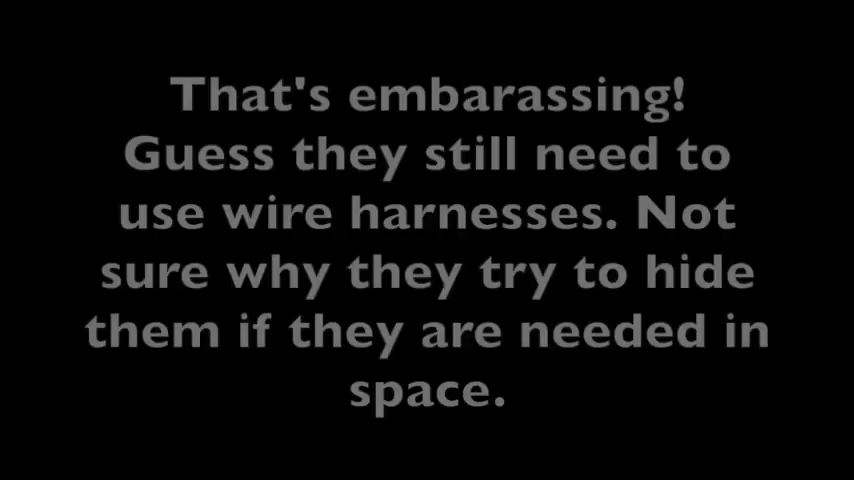 That's embarassing!
Guess they still need to
use wire harnesses. Not
sure why they try to hide
them if they are needed in
space.